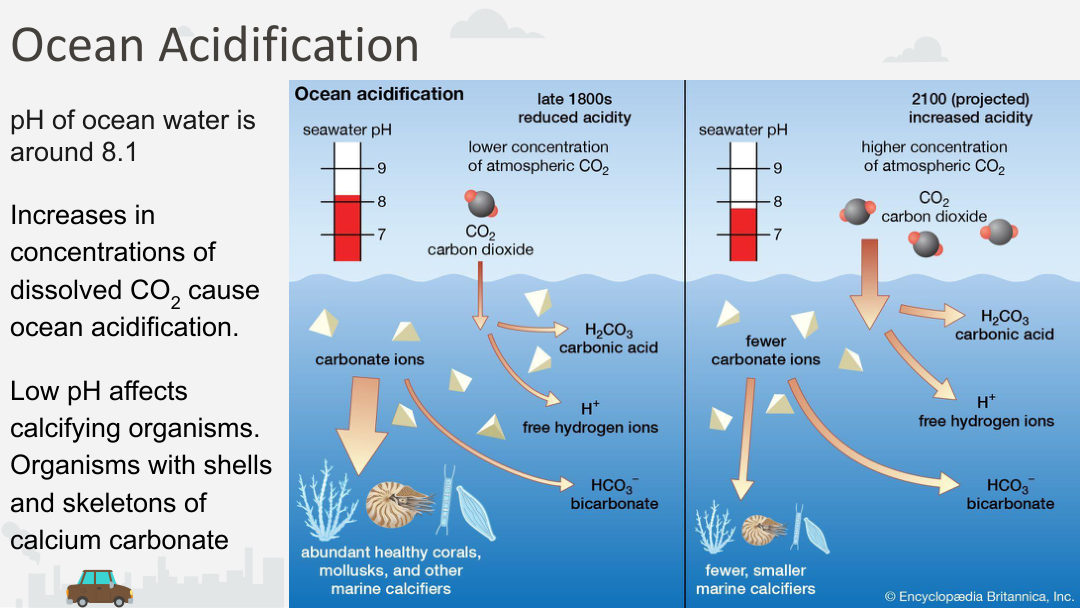 Ocean Acidification
pH of ocean water is
around 8.1
Increases in
concentrations of
dissolved CO₂ cause
ocean acidification.
Low pH affects
calcifying organisms.
Organisms with shells
and skeletons of
calcium carbonate
Ocean acidification
late 1800s
reduced acidity
seawater pH
9
8
7
lower concentration
of atmospheric CO₂
CO₂
carbon dioxide
carbonate ions
H₂CO₃
carbonic acid
H⁺
free hydrogen ions
HCO₃⁻
bicarbonate
abundant healthy corals,
mollusks, and other
marine calcifiers
2100 (projected)
increased acidity
seawater pH
9
8
7
higher concentration
of atmospheric CO₂
CO₂
carbon dioxide
fewer
carbonate ions
H₂CO₃
carbonic acid
H⁺
free hydrogen ions
HCO₃⁻
bicarbonate
fewer, smaller
marine calcifiers
© Encyclopædia Britannica, Inc.